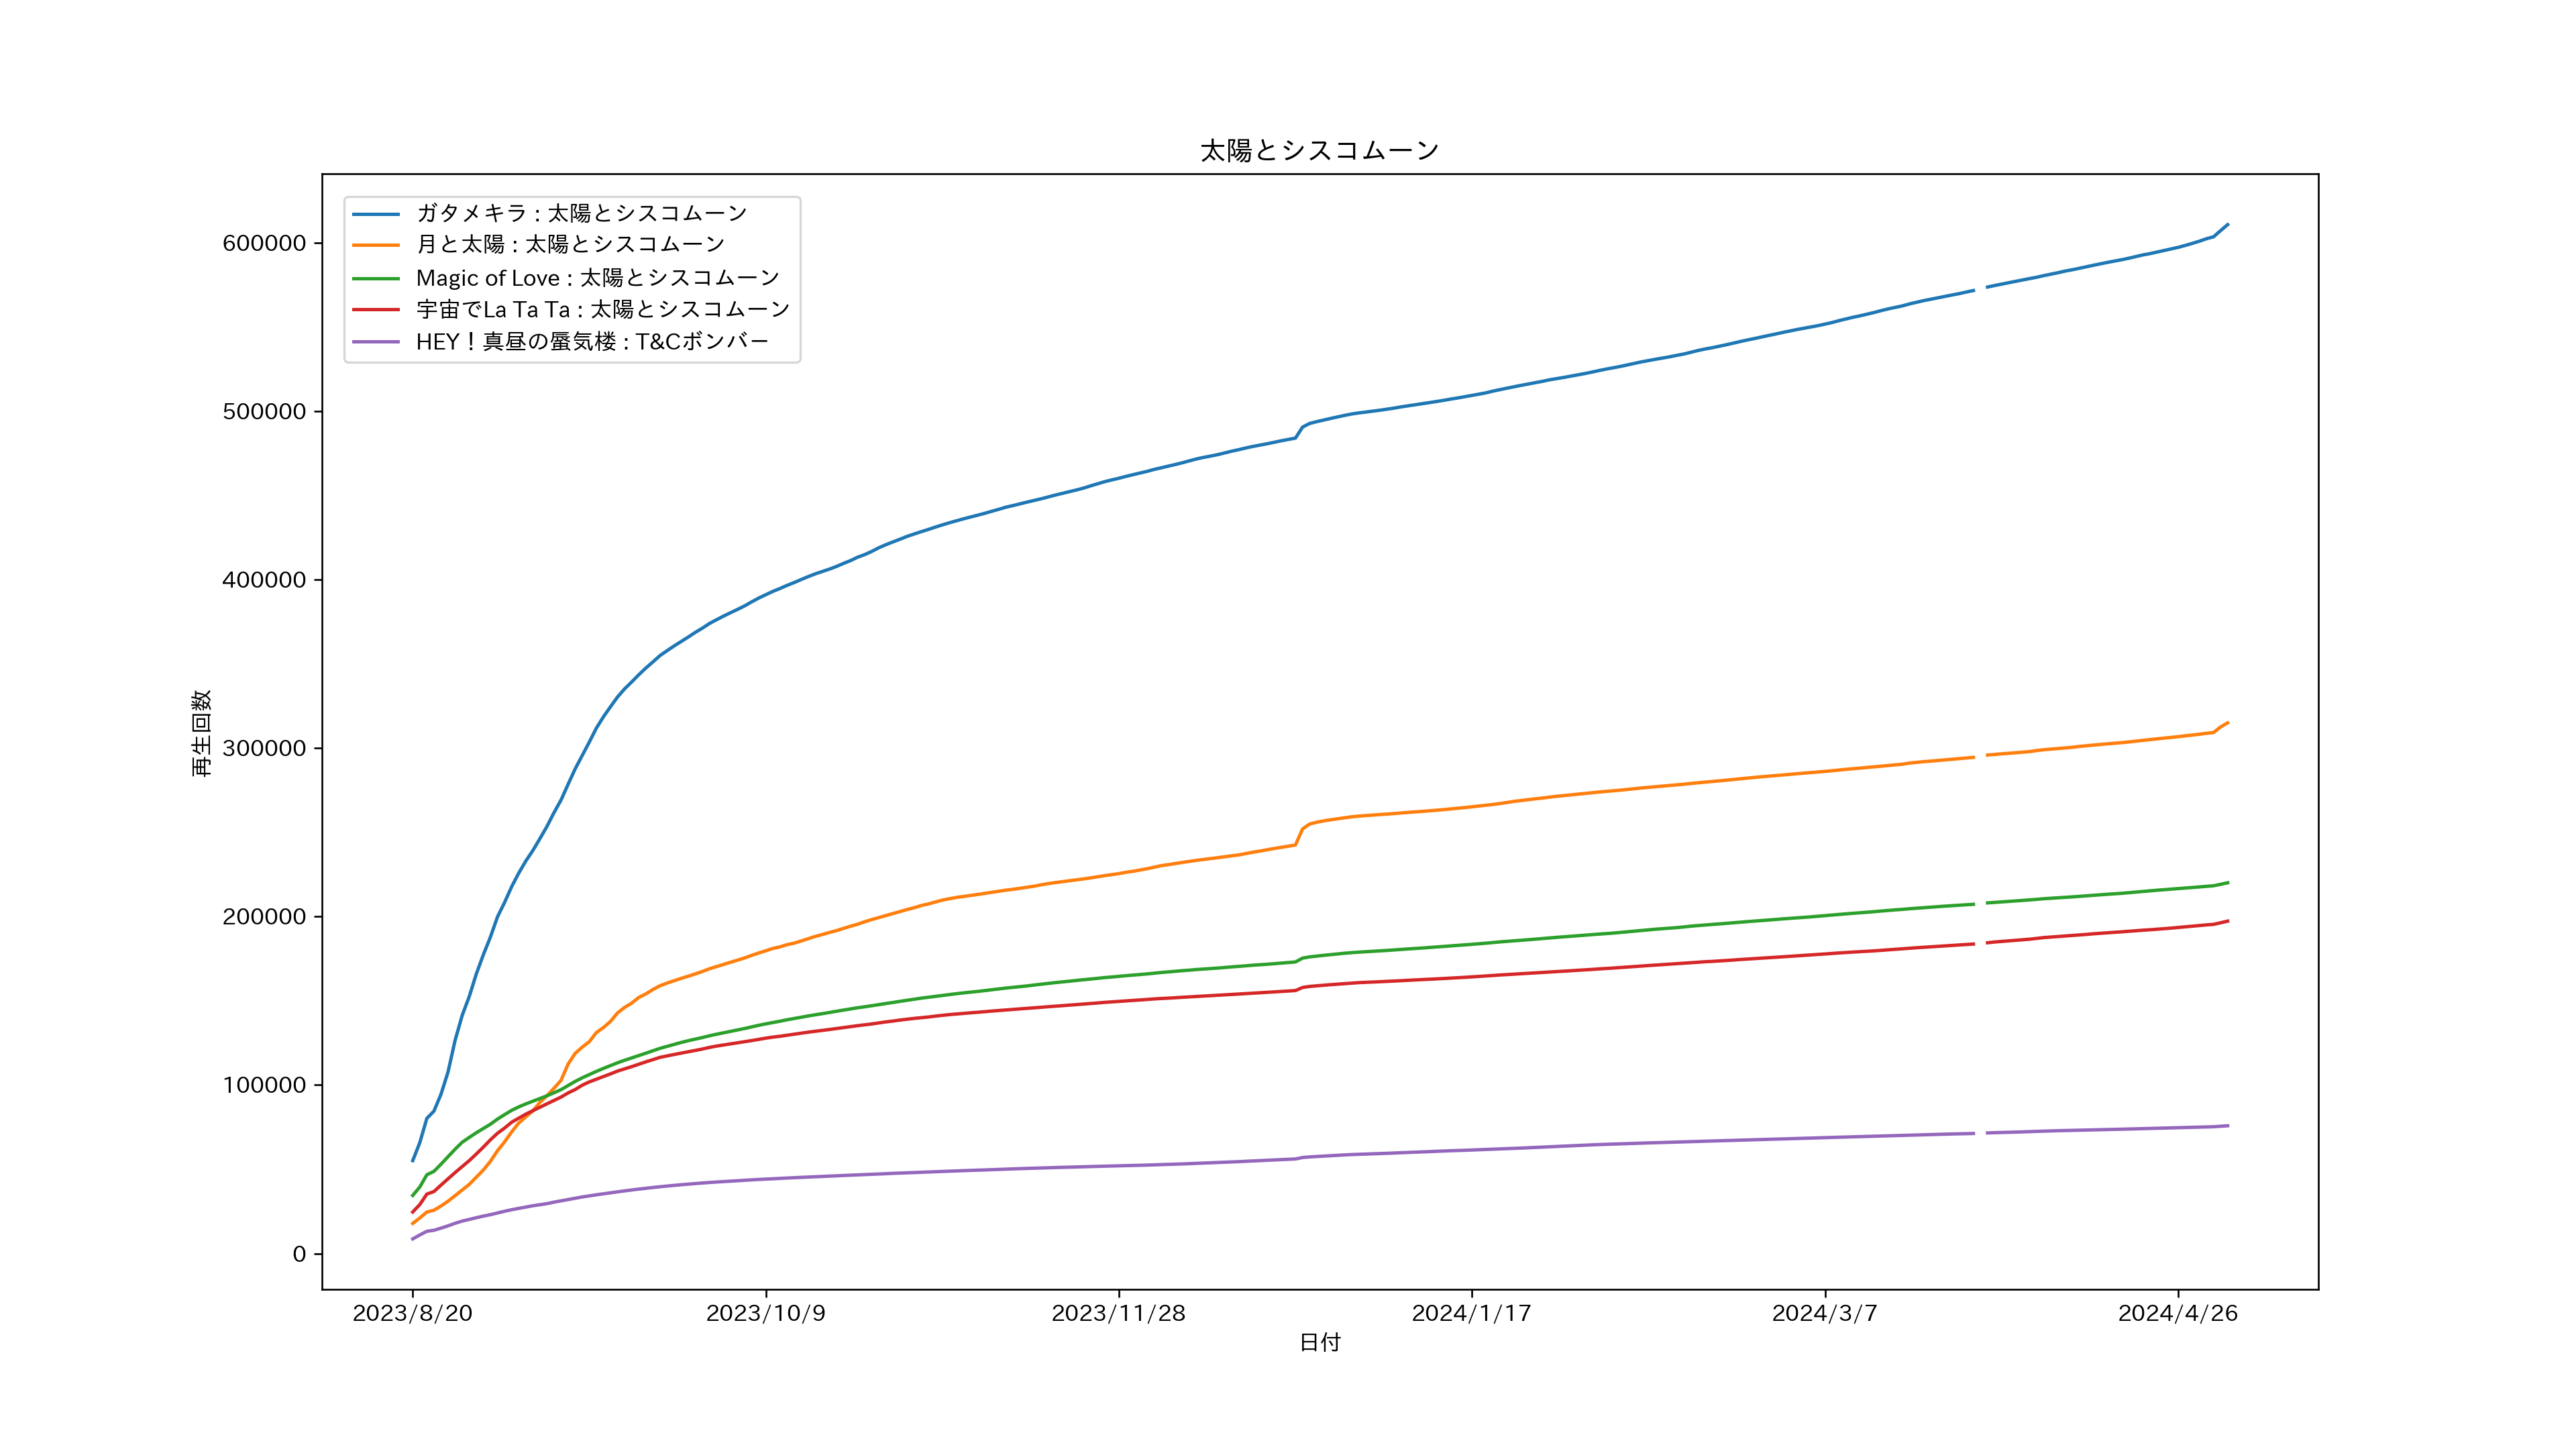 太陽とシスコムーン
ガタメキラ : 太陽とシスコムーン
月と太陽 : 太陽とシスコムーン
Magic of Love : 太陽とシスコムーン
宇宙でLa Ta Ta : 太陽とシスコムーン
HEY！真昼の蜃気楼 : T&Cボンバー
再生回数
600000
500000
400000
300000
200000
100000
0
2023/8/20
2023/10/9
2023/11/28
2024/1/17
2024/3/7
2024/4/26
日付